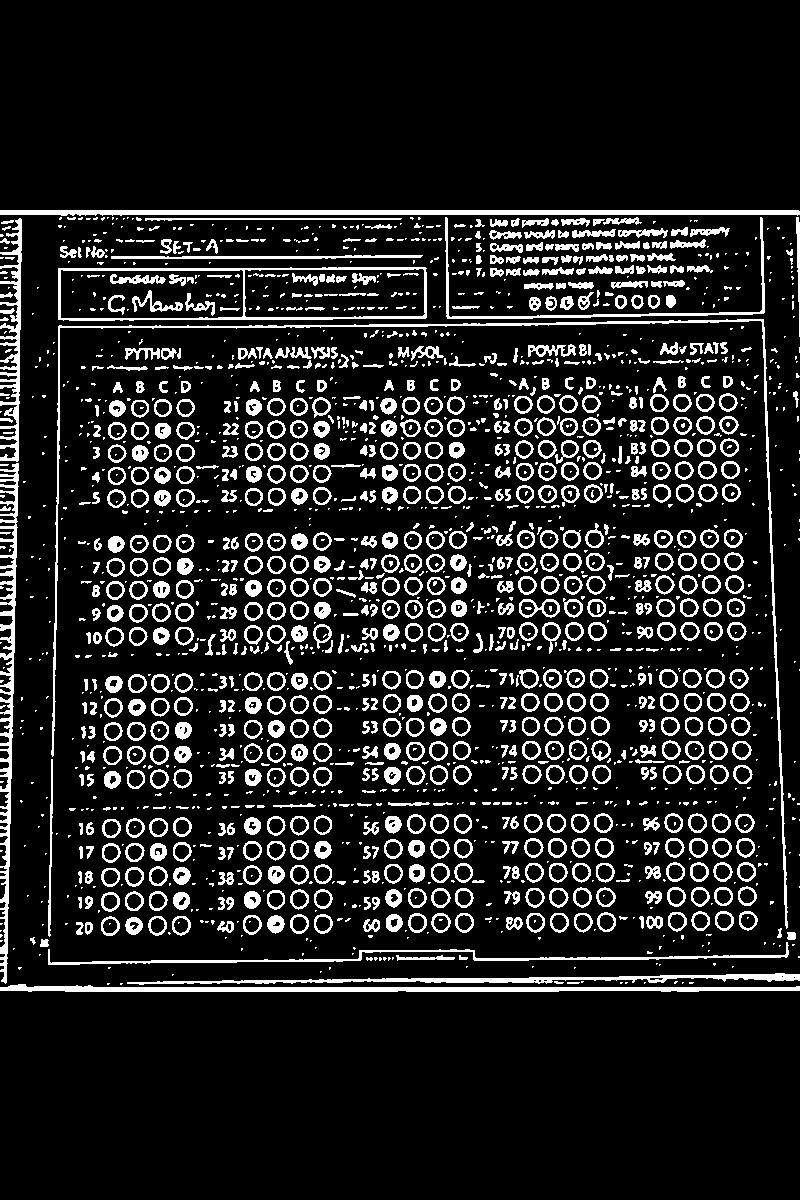 3. Use of pencil is strictly prohibited.
4. Circles should be darkened completely and properly
5. Cutting and erasing on this sheet is not allowed.
6. Do not use any stray marks on the sheet.
7. Do not use marker or white fluid to hide the mark.
WRONG METHODS CORRECT METHOD
Set No: SET-A
Candidate Sign: Invigilator Sign:
G. Manohar
PYTHON DATA ANALYSIS MySQL POWER BI Adv STATS
A B C D A B C D A B C D A B C D A B C D
1 21 41 61 81
2 22 42 62 82
3 23 43 63 83
4 24 44 64 84
5 25 45 65 85
6 26 46 66 86
7 27 47 67 87
8 28 48 68 88
9 29 49 69 89
10 30 50 70 90
11 31 51 71 91
12 32 52 72 92
13 33 53 73 93
14 34 54 74 94
15 35 55 75 95
16 36 56 76 96
17 37 57 77 97
18 38 58 78 98
19 39 59 79 99
20 40 60 80 100